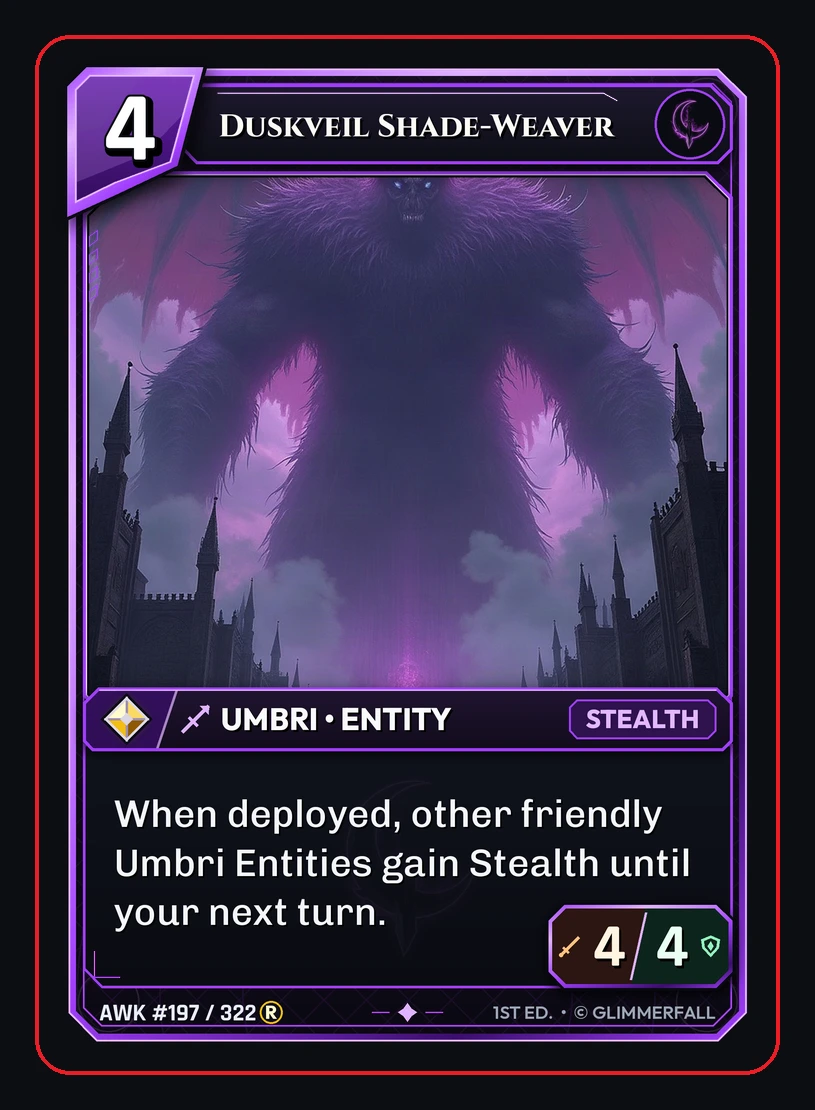 4
Duskveil Shade-Weaver
UMBRI • ENTITY
STEALTH
When deployed, other friendly
Umbri Entities gain Stealth until
your next turn.
4/4
AWK #197 / 322 R
1ST ED. • © GLIMMERFALL